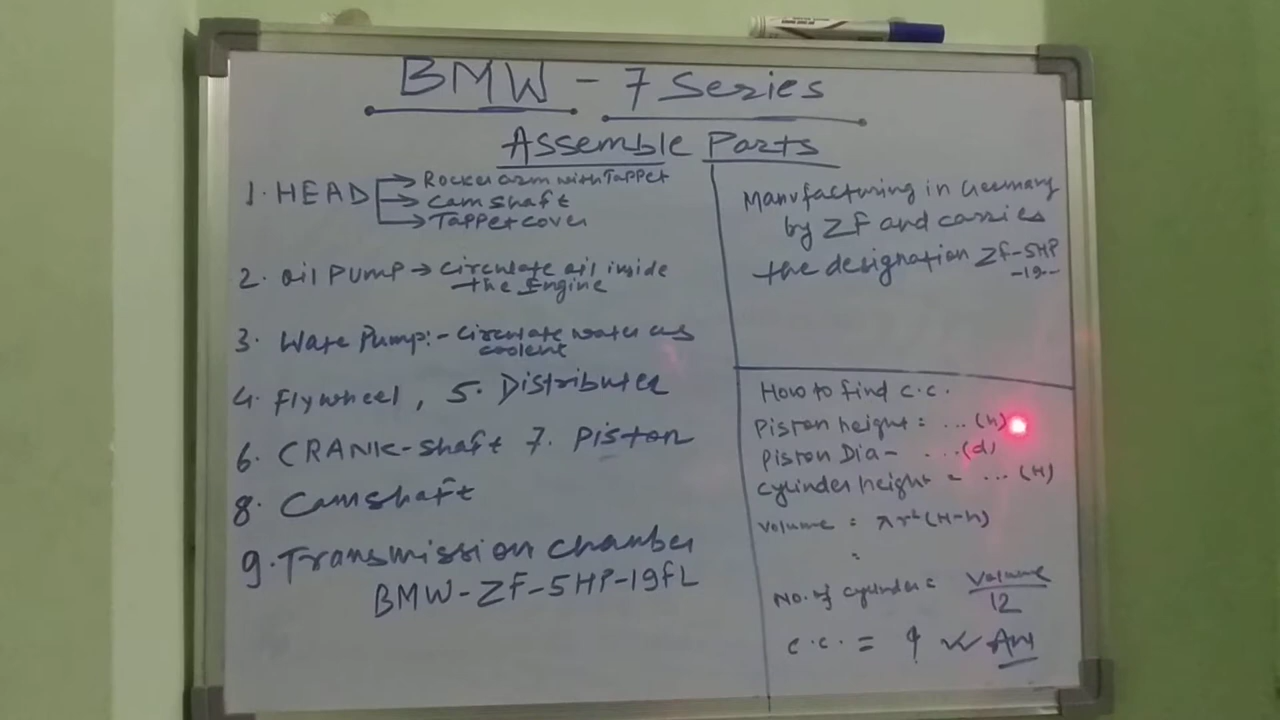 BMW - 7 Series
Assemble Parts
1. HEAD → Rocker arm with Tappet
→ Cam shaft
→ Tappet cover
2. Oil Pump → Circulate oil inside
the Engine
3. Wate Pump:- Circulate water as
coolent
4. Flywheel, 5. Distributer
6. CRANK-shaft 7. Piston
8. Camshaft
9. Transmission chamber
BMW-ZF-5HP-19FL
Manufacturing in Germany
by ZF and carries
the designation ZF-5HP
-19--
How to find c.c.
Piston height = ... (h)
Piston Dia - ... (d)
cylinder height = ... (H)
Volume = πr²(H-h)
=
No. of cylinder = Volume
12
c.c. = Ans